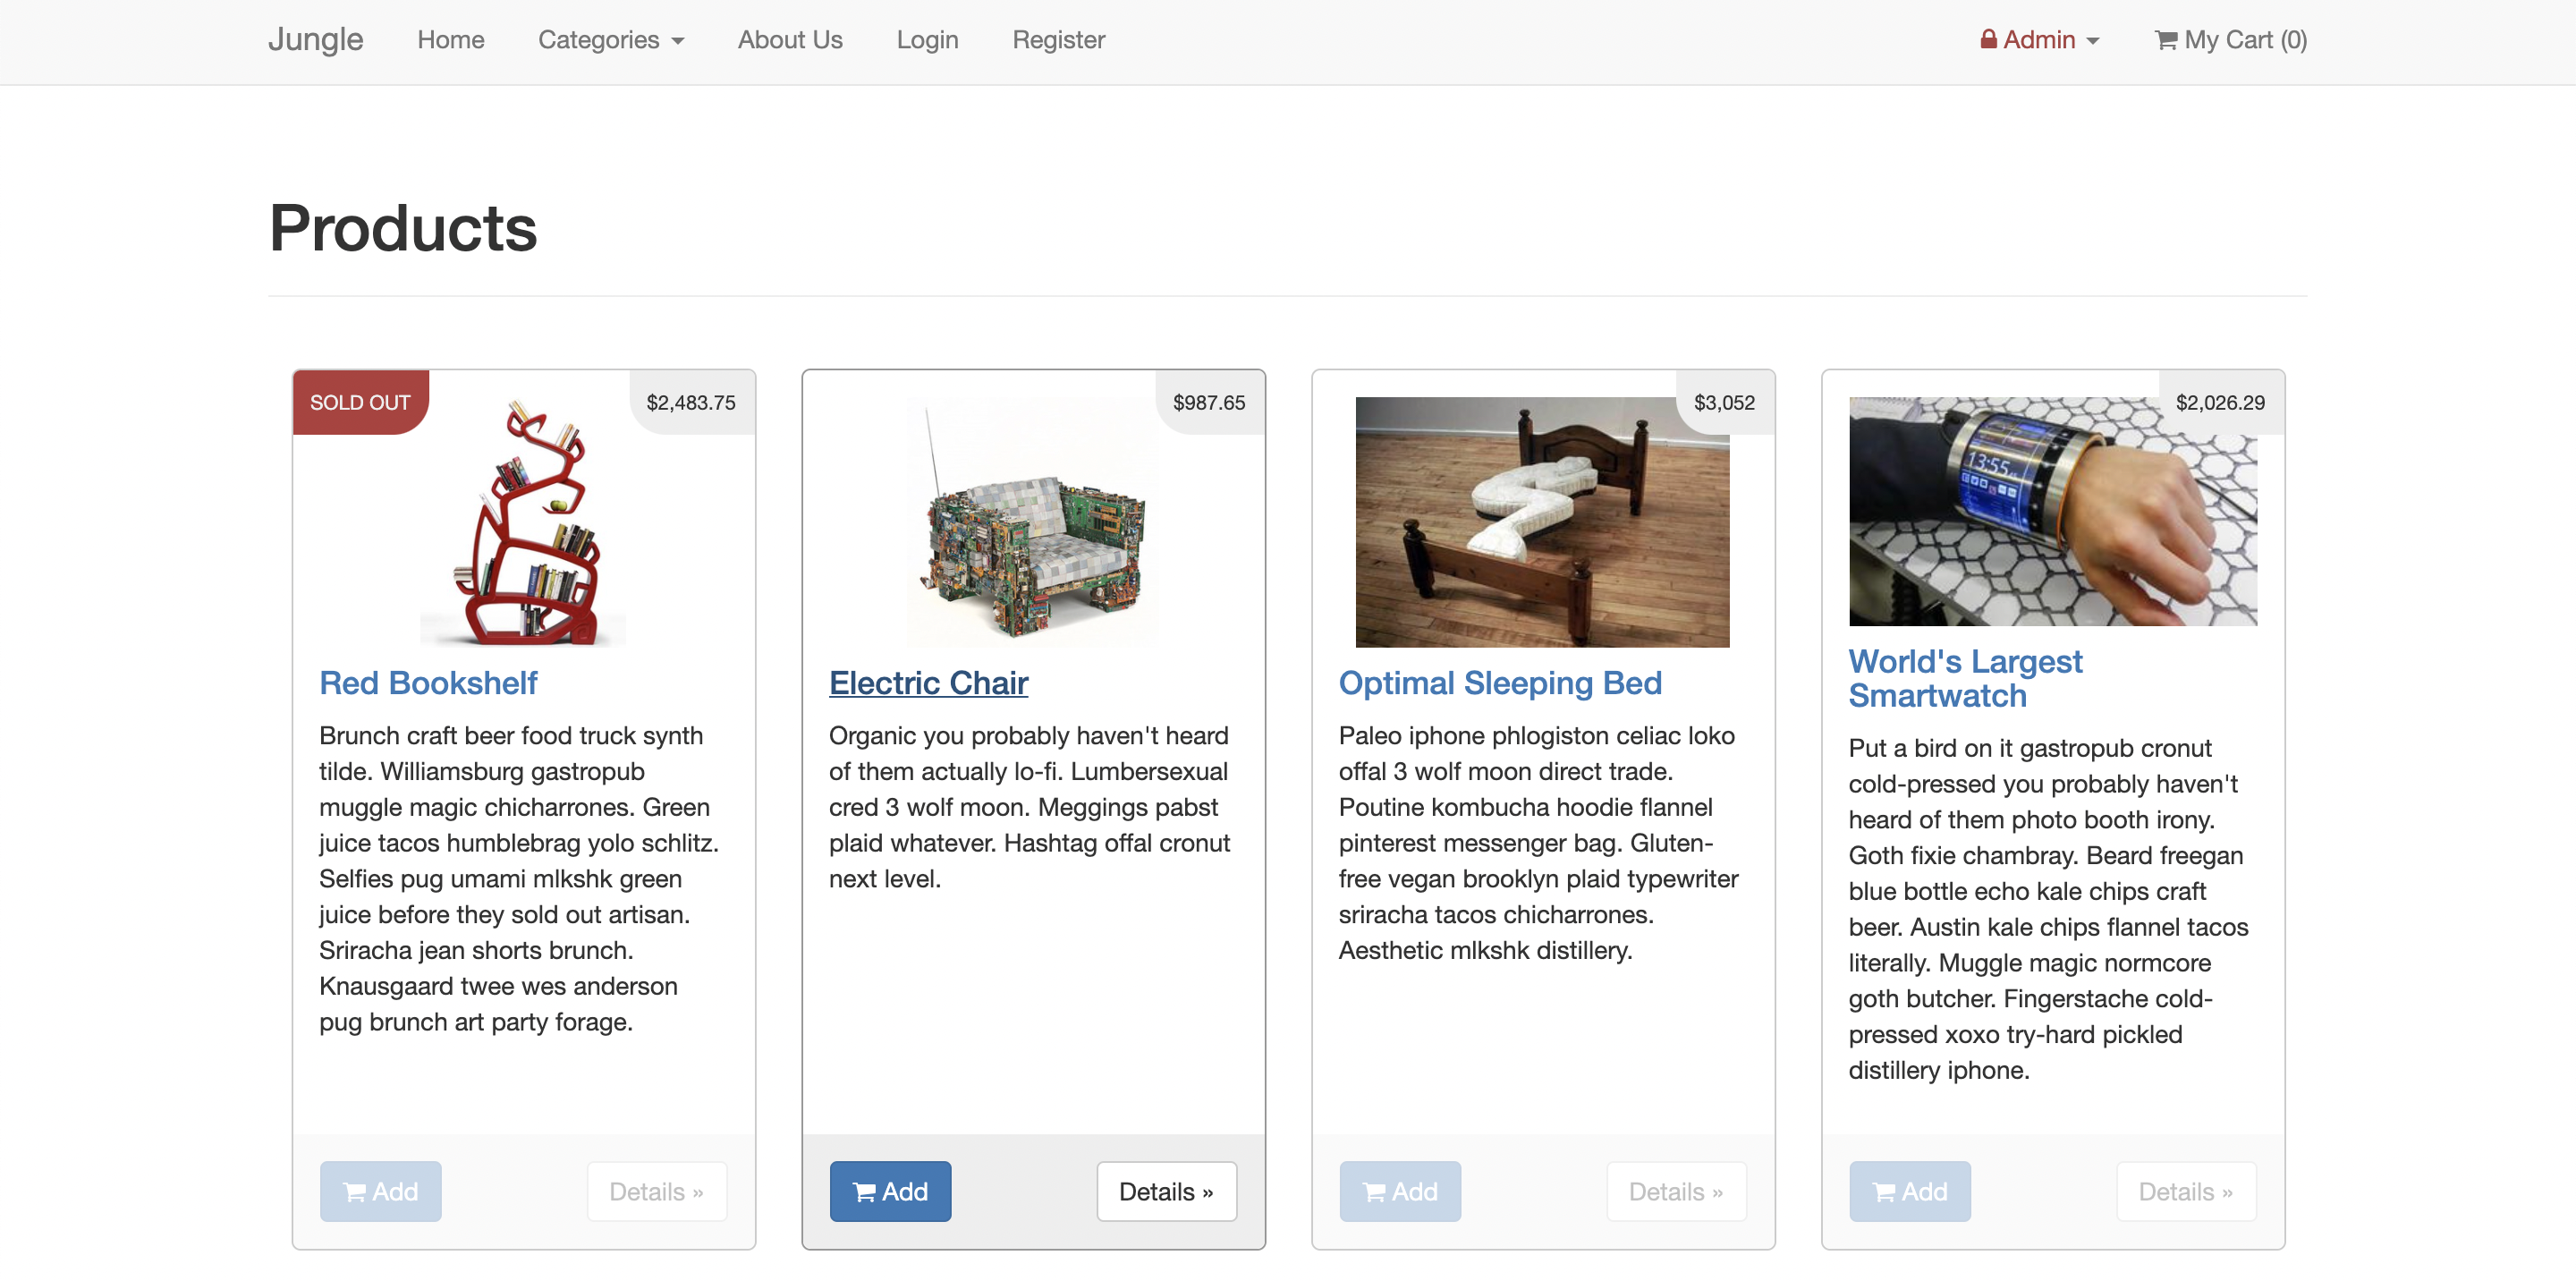 Jungle Home Categories About Us Login Register Admin My Cart (0)
Products
SOLD OUT
$2,483.75
Red Bookshelf
Brunch craft beer food truck synth
tilde. Williamsburg gastropub
muggle magic chicharrones. Green
juice tacos humblebrag yolo schlitz.
Selfies pug umami mlkshk green
juice before they sold out artisan.
Sriracha jean shorts brunch.
Knausgaard twee wes anderson
pug brunch art party forage.
Add
Details »
$987.65
Electric Chair
Organic you probably haven't heard
of them actually lo-fi. Lumbersexual
cred 3 wolf moon. Meggings pabst
plaid whatever. Hashtag offal cronut
next level.
Add
Details »
$3,052
Optimal Sleeping Bed
Paleo iphone phlogiston celiac loko
offal 3 wolf moon direct trade.
Poutine kombucha hoodie flannel
pinterest messenger bag. Gluten-
free vegan brooklyn plaid typewriter
sriracha tacos chicharrones.
Aesthetic mlkshk distillery.
Add
Details »
$2,026.29
13:55
World's Largest
Smartwatch
Put a bird on it gastropub cronut
cold-pressed you probably haven't
heard of them photo booth irony.
Goth fixie chambray. Beard freegan
blue bottle echo kale chips craft
beer. Austin kale chips flannel tacos
literally. Muggle magic normcore
goth butcher. Fingerstache cold-
pressed xoxo try-hard pickled
distillery iphone.
Add
Details »